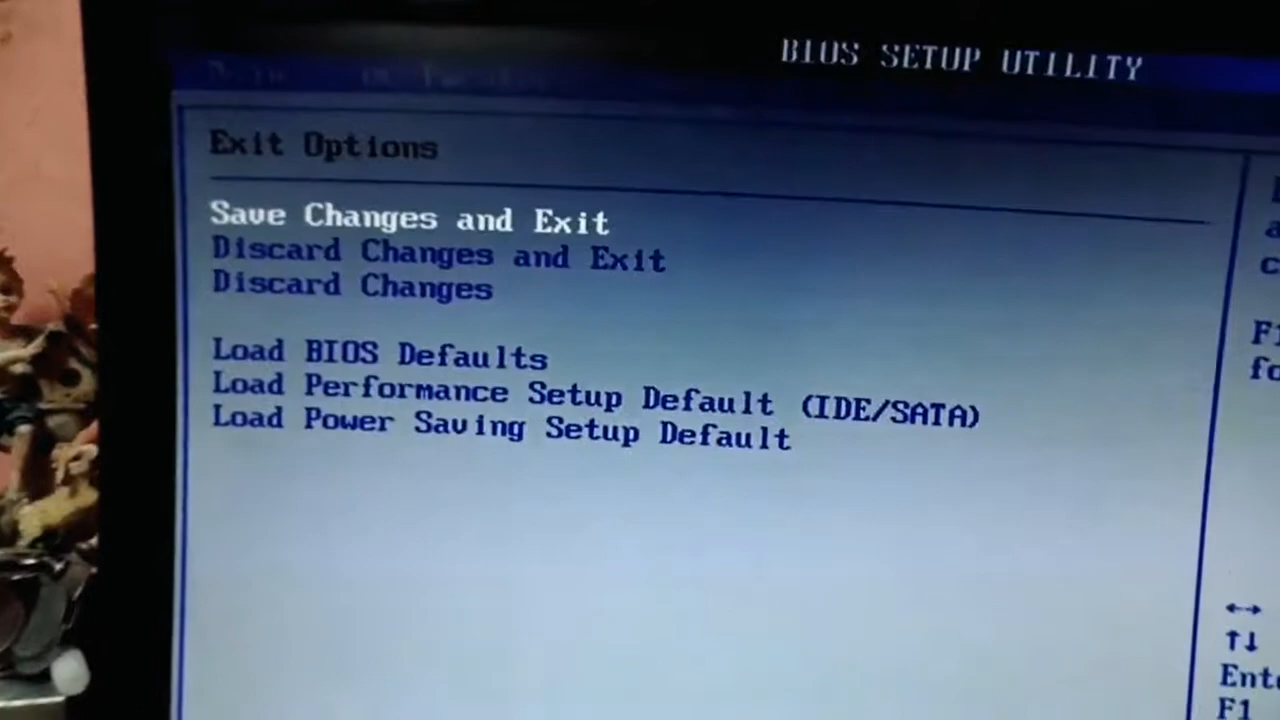 BIOS SETUP UTILITY
Exit Options
Save Changes and Exit
Discard Changes and Exit
Discard Changes
Load BIOS Defaults
Load Performance Setup Default (IDE/SATA)
Load Power Saving Setup Default
↔
↑↓
F1